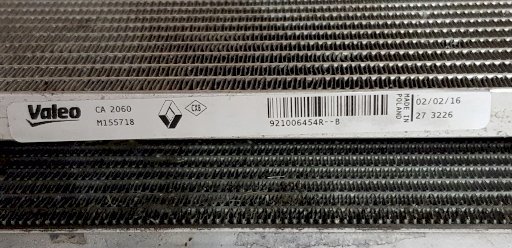 Valeo
CA 2060
M155718
921006454R--B
MADE IN
POLAND
02/02/16
27 3226